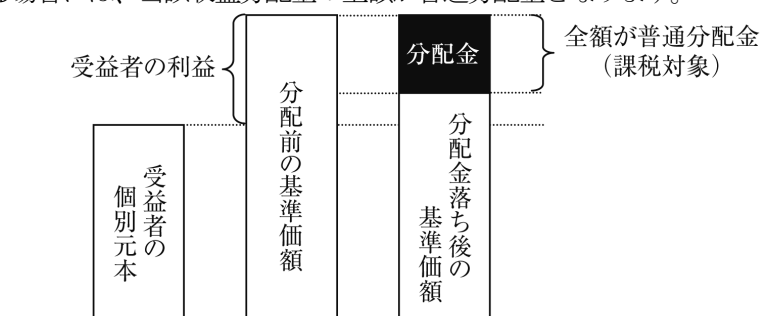 受益者の利益
分配金
全額が普通分配金
（課税対象）
分配前の基準価額
受益者の
個別元本
分配金落ち後の
基準価額